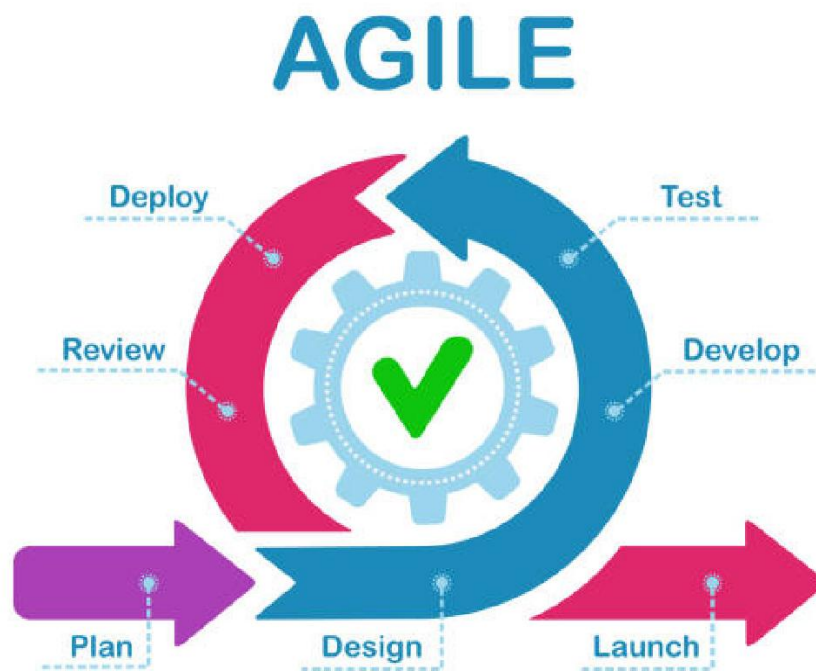 AGILE
Deploy
Test
Review
Develop
Plan
Design
Launch